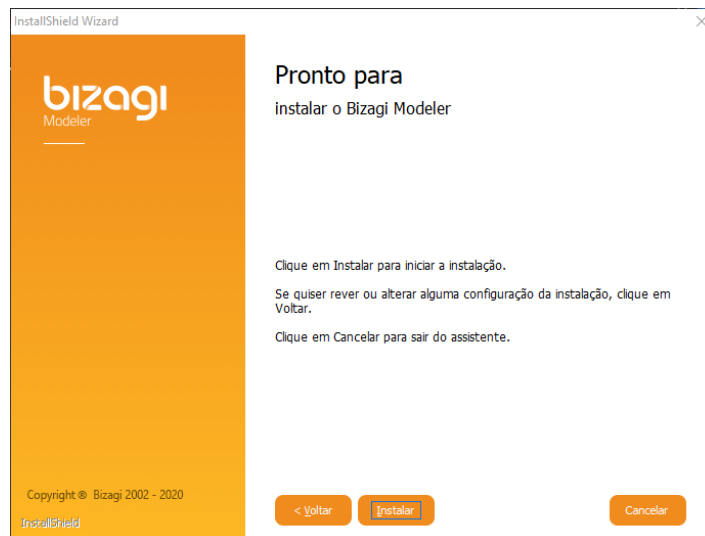 InstallShield Wizard
bizagi
Modeler
Pronto para
instalar o Bizagi Modeler
Clique em Instalar para iniciar a instalação.
Se quiser rever ou alterar alguma configuração da instalação, clique em
Voltar.
Clique em Cancelar para sair do assistente.
Copyright ® Bizagi 2002 - 2020
InstallShield
< Voltar
Instalar
Cancelar